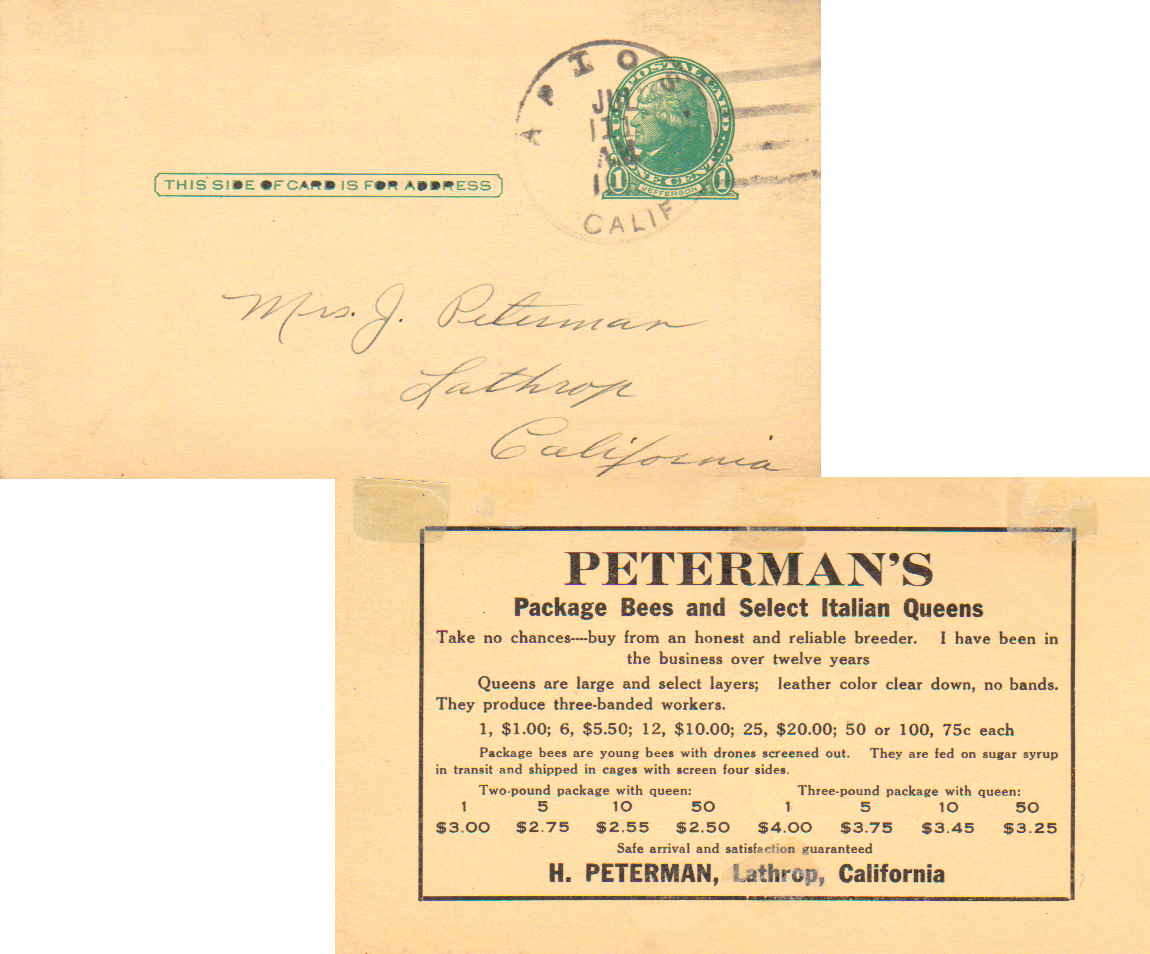 APIOS
JU
CALIF
U.S. POSTAL CARD
ONE CENT
1 JEFFERSON 1
THIS SIDE OF CARD IS FOR ADDRESS
Mrs. J. Peterman
Lathrop
California
PETERMAN'S
Package Bees and Select Italian Queens
Take no chances----buy from an honest and reliable breeder. I have been in
the business over twelve years
Queens are large and select layers; leather color clear down, no bands.
They produce three-banded workers.
1, $1.00; 6, $5.50; 12, $10.00; 25, $20.00; 50 or 100, 75c each
Package bees are young bees with drones screened out. They are fed on sugar syrup
in transit and shipped in cages with screen four sides.
Two-pound package with queen: Three-pound package with queen:
1 5 10 50 1 5 10 50
$3.00 $2.75 $2.55 $2.50 $4.00 $3.75 $3.45 $3.25
Safe arrival and satisfaction guaranteed
H. PETERMAN, Lathrop, California